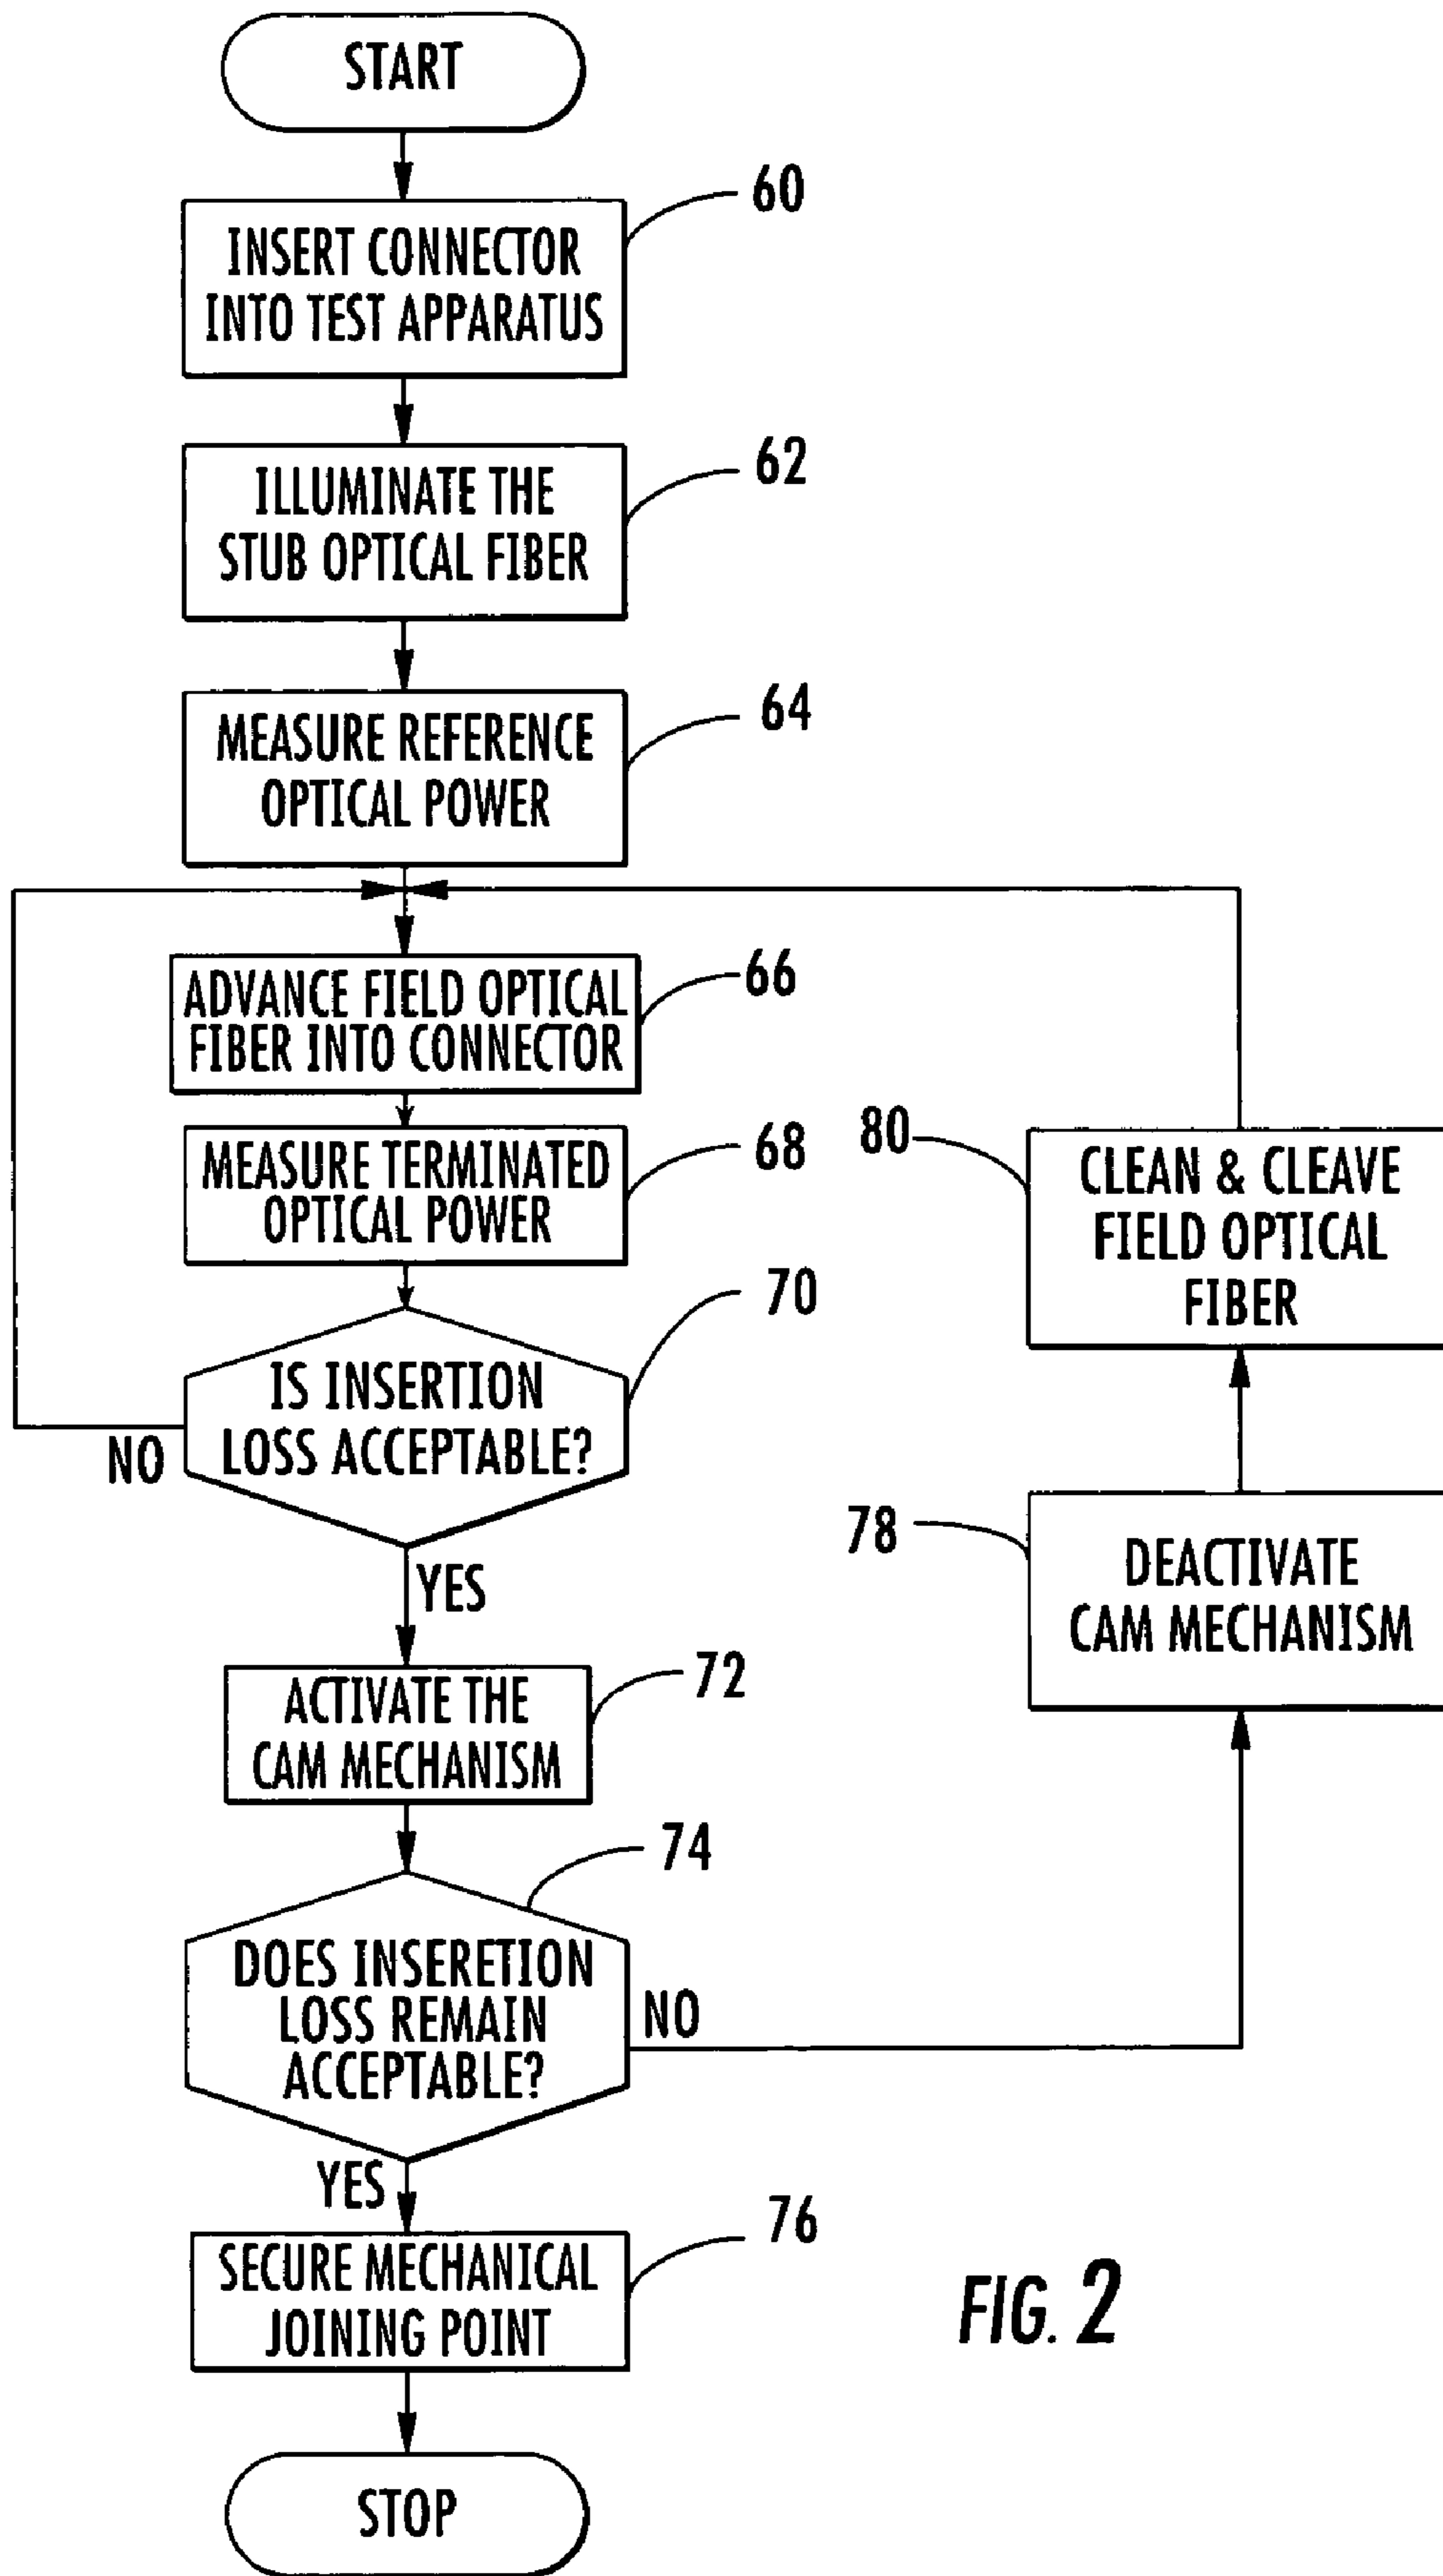 START
60
INSERT CONNECTOR
INTO TEST APPARATUS
62
ILLUMINATE THE
STUB OPTICAL FIBER
64
MEASURE REFERENCE
OPTICAL POWER
66
ADVANCE FIELD OPTICAL
FIBER INTO CONNECTOR
68
MEASURE TERMINATED
OPTICAL POWER
70
IS INSERTION
LOSS ACCEPTABLE?
NO
YES
72
ACTIVATE THE
CAM MECHANISM
74
DOES INSERETION
LOSS REMAIN
ACCEPTABLE?
NO
YES
76
SECURE MECHANICAL
JOINING POINT
STOP
80
CLEAN & CLEAVE
FIELD OPTICAL
FIBER
78
DEACTIVATE
CAM MECHANISM
FIG. 2